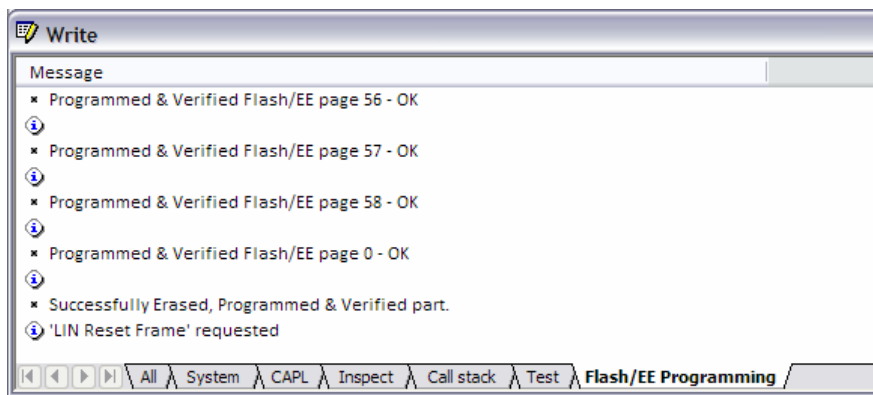 Write
Message
Programmed & Verified Flash/EE page 56 - OK
Programmed & Verified Flash/EE page 57 - OK
Programmed & Verified Flash/EE page 58 - OK
Programmed & Verified Flash/EE page 0 - OK
Successfully Erased, Programmed & Verified part.
'LIN Reset Frame' requested
All System CAPL Inspect Call stack Test Flash/EE Programming